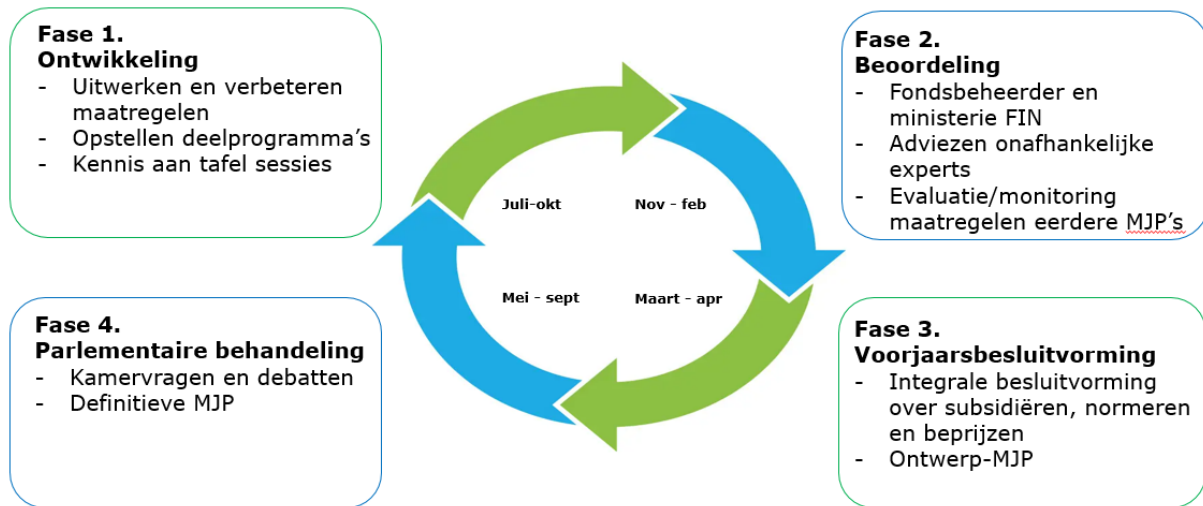 Fase 1.
Ontwikkeling
- Uitwerken en verbeteren
maatregelen
- Opstellen deelprogramma's
- Kennis aan tafel sessies
Fase 2.
Beoordeling
- Fondsbeheerder en
ministerie FIN
- Adviezen onafhankelijke
experts
- Evaluatie/monitoring
maatregelen eerdere MJP's
Juli-okt
Nov - feb
Mei - sept
Maart - apr
Fase 4.
Parlementaire behandeling
- Kamervragen en debatten
- Definitieve MJP
Fase 3.
Voorjaarsbesluitvorming
- Integrale besluitvorming
over subsidiëren, normeren
en beprijzen
- Ontwerp-MJP